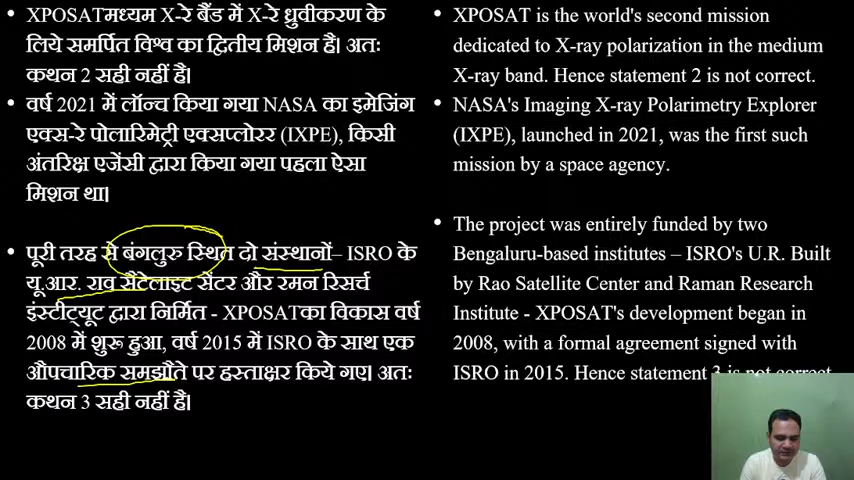 • XPOSATमध्यम X-रे बैंड में X-रे ध्रुवीकरण के
लिये समर्पित विश्व का द्वितीय मिशन है। अतः
कथन 2 सही नहीं है।
• वर्ष 2021 में लॉन्च किया गया NASA का इमेजिंग
एक्स-रे पोलारिमेट्री एक्सप्लोरर (IXPE), किसी
अंतरिक्ष एजेंसी द्वारा किया गया पहला ऐसा
मिशन था।
• पूरी तरह से बंगलुरु स्थित दो संस्थानों– ISRO के
यू.आर. राव सैटेलाइट सेंटर और रमन रिसर्च
इंस्टीट्यूट द्वारा निर्मित - XPOSATका विकास वर्ष
2008 में शुरू हुआ, वर्ष 2015 में ISRO के साथ एक
औपचारिक समझौते पर हस्ताक्षर किये गए। अतः
कथन 3 सही नहीं है।
• XPOSAT is the world's second mission
dedicated to X-ray polarization in the medium
X-ray band. Hence statement 2 is not correct.
• NASA's Imaging X-ray Polarimetry Explorer
(IXPE), launched in 2021, was the first such
mission by a space agency.
• The project was entirely funded by two
Bengaluru-based institutes – ISRO's U.R. Built
by Rao Satellite Center and Raman Research
Institute - XPOSAT's development began in
2008, with a formal agreement signed with
ISRO in 2015. Hence statement 3 is not correct